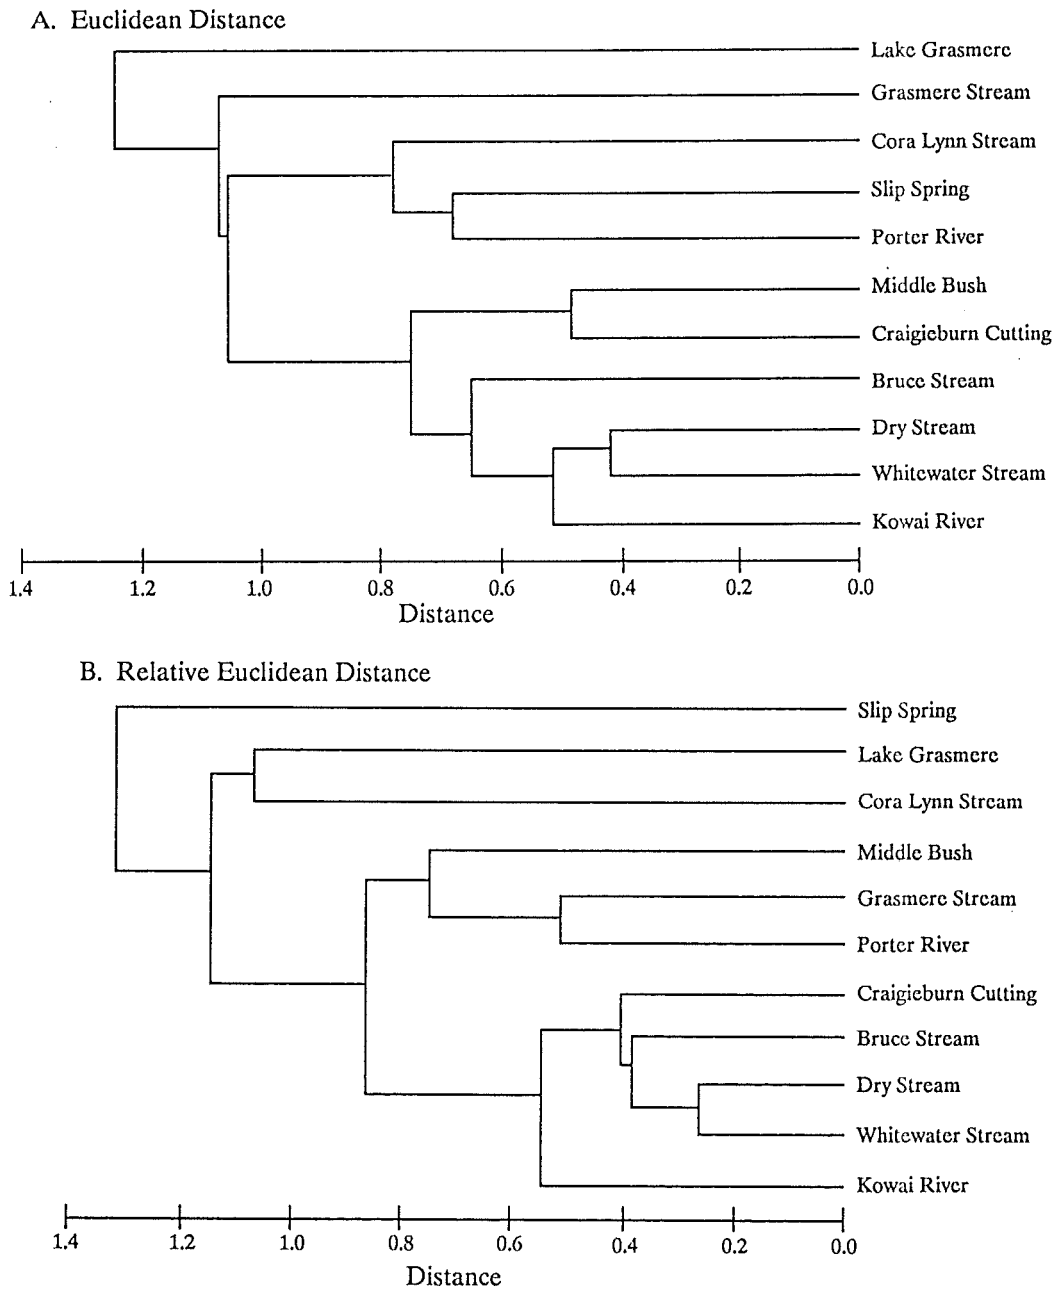 A. Euclidean Distance
Lake Grasmere
Grasmere Stream
Cora Lynn Stream
Slip Spring
Porter River
Middle Bush
Craigieburn Cutting
Bruce Stream
Dry Stream
Whitewater Stream
Kowai River
1.4 1.2 1.0 0.8 0.6 0.4 0.2 0.0
Distance
B. Relative Euclidean Distance
Slip Spring
Lake Grasmere
Cora Lynn Stream
Middle Bush
Grasmere Stream
Porter River
Craigieburn Cutting
Bruce Stream
Dry Stream
Whitewater Stream
Kowai River
1.4 1.2 1.0 0.8 0.6 0.4 0.2 0.0
Distance